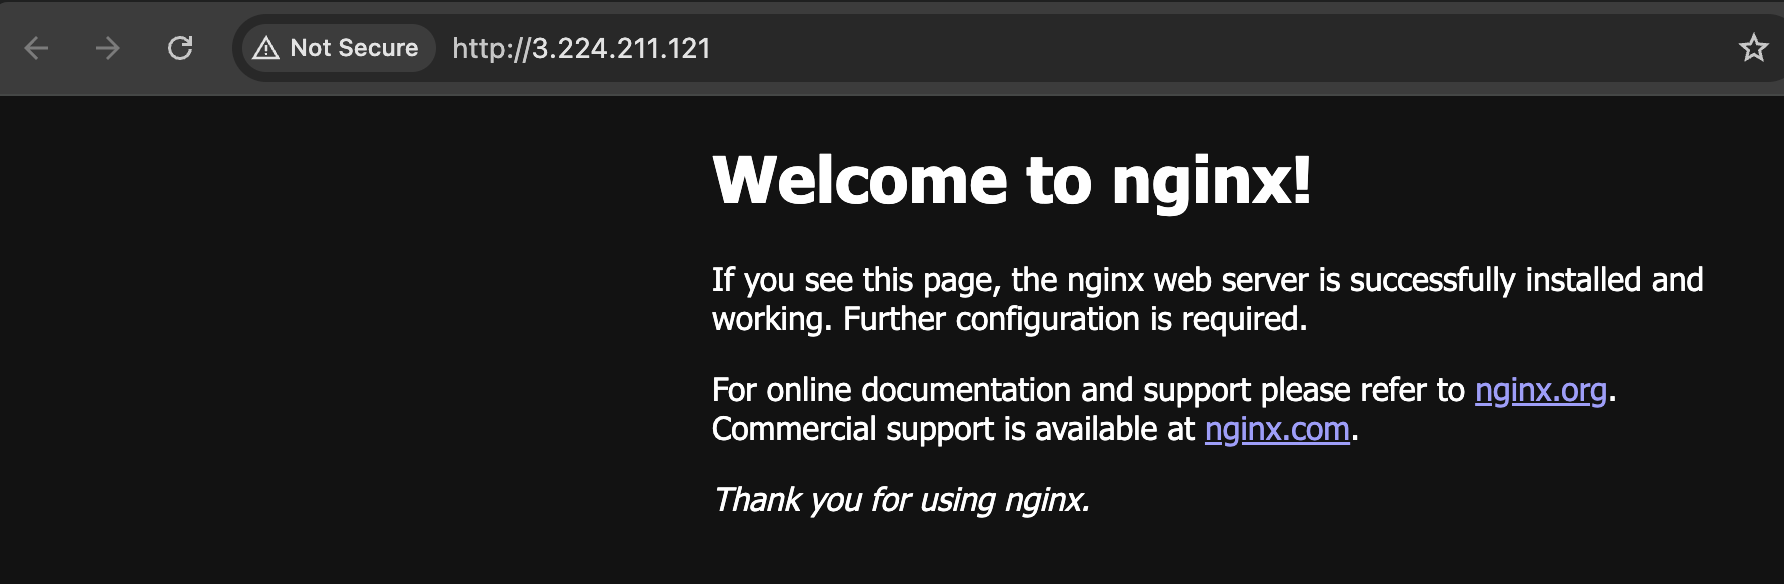 Not Secure http://3.224.211.121
Welcome to nginx!
If you see this page, the nginx web server is successfully installed and
working. Further configuration is required.
For online documentation and support please refer to nginx.org.
Commercial support is available at nginx.com.
Thank you for using nginx.